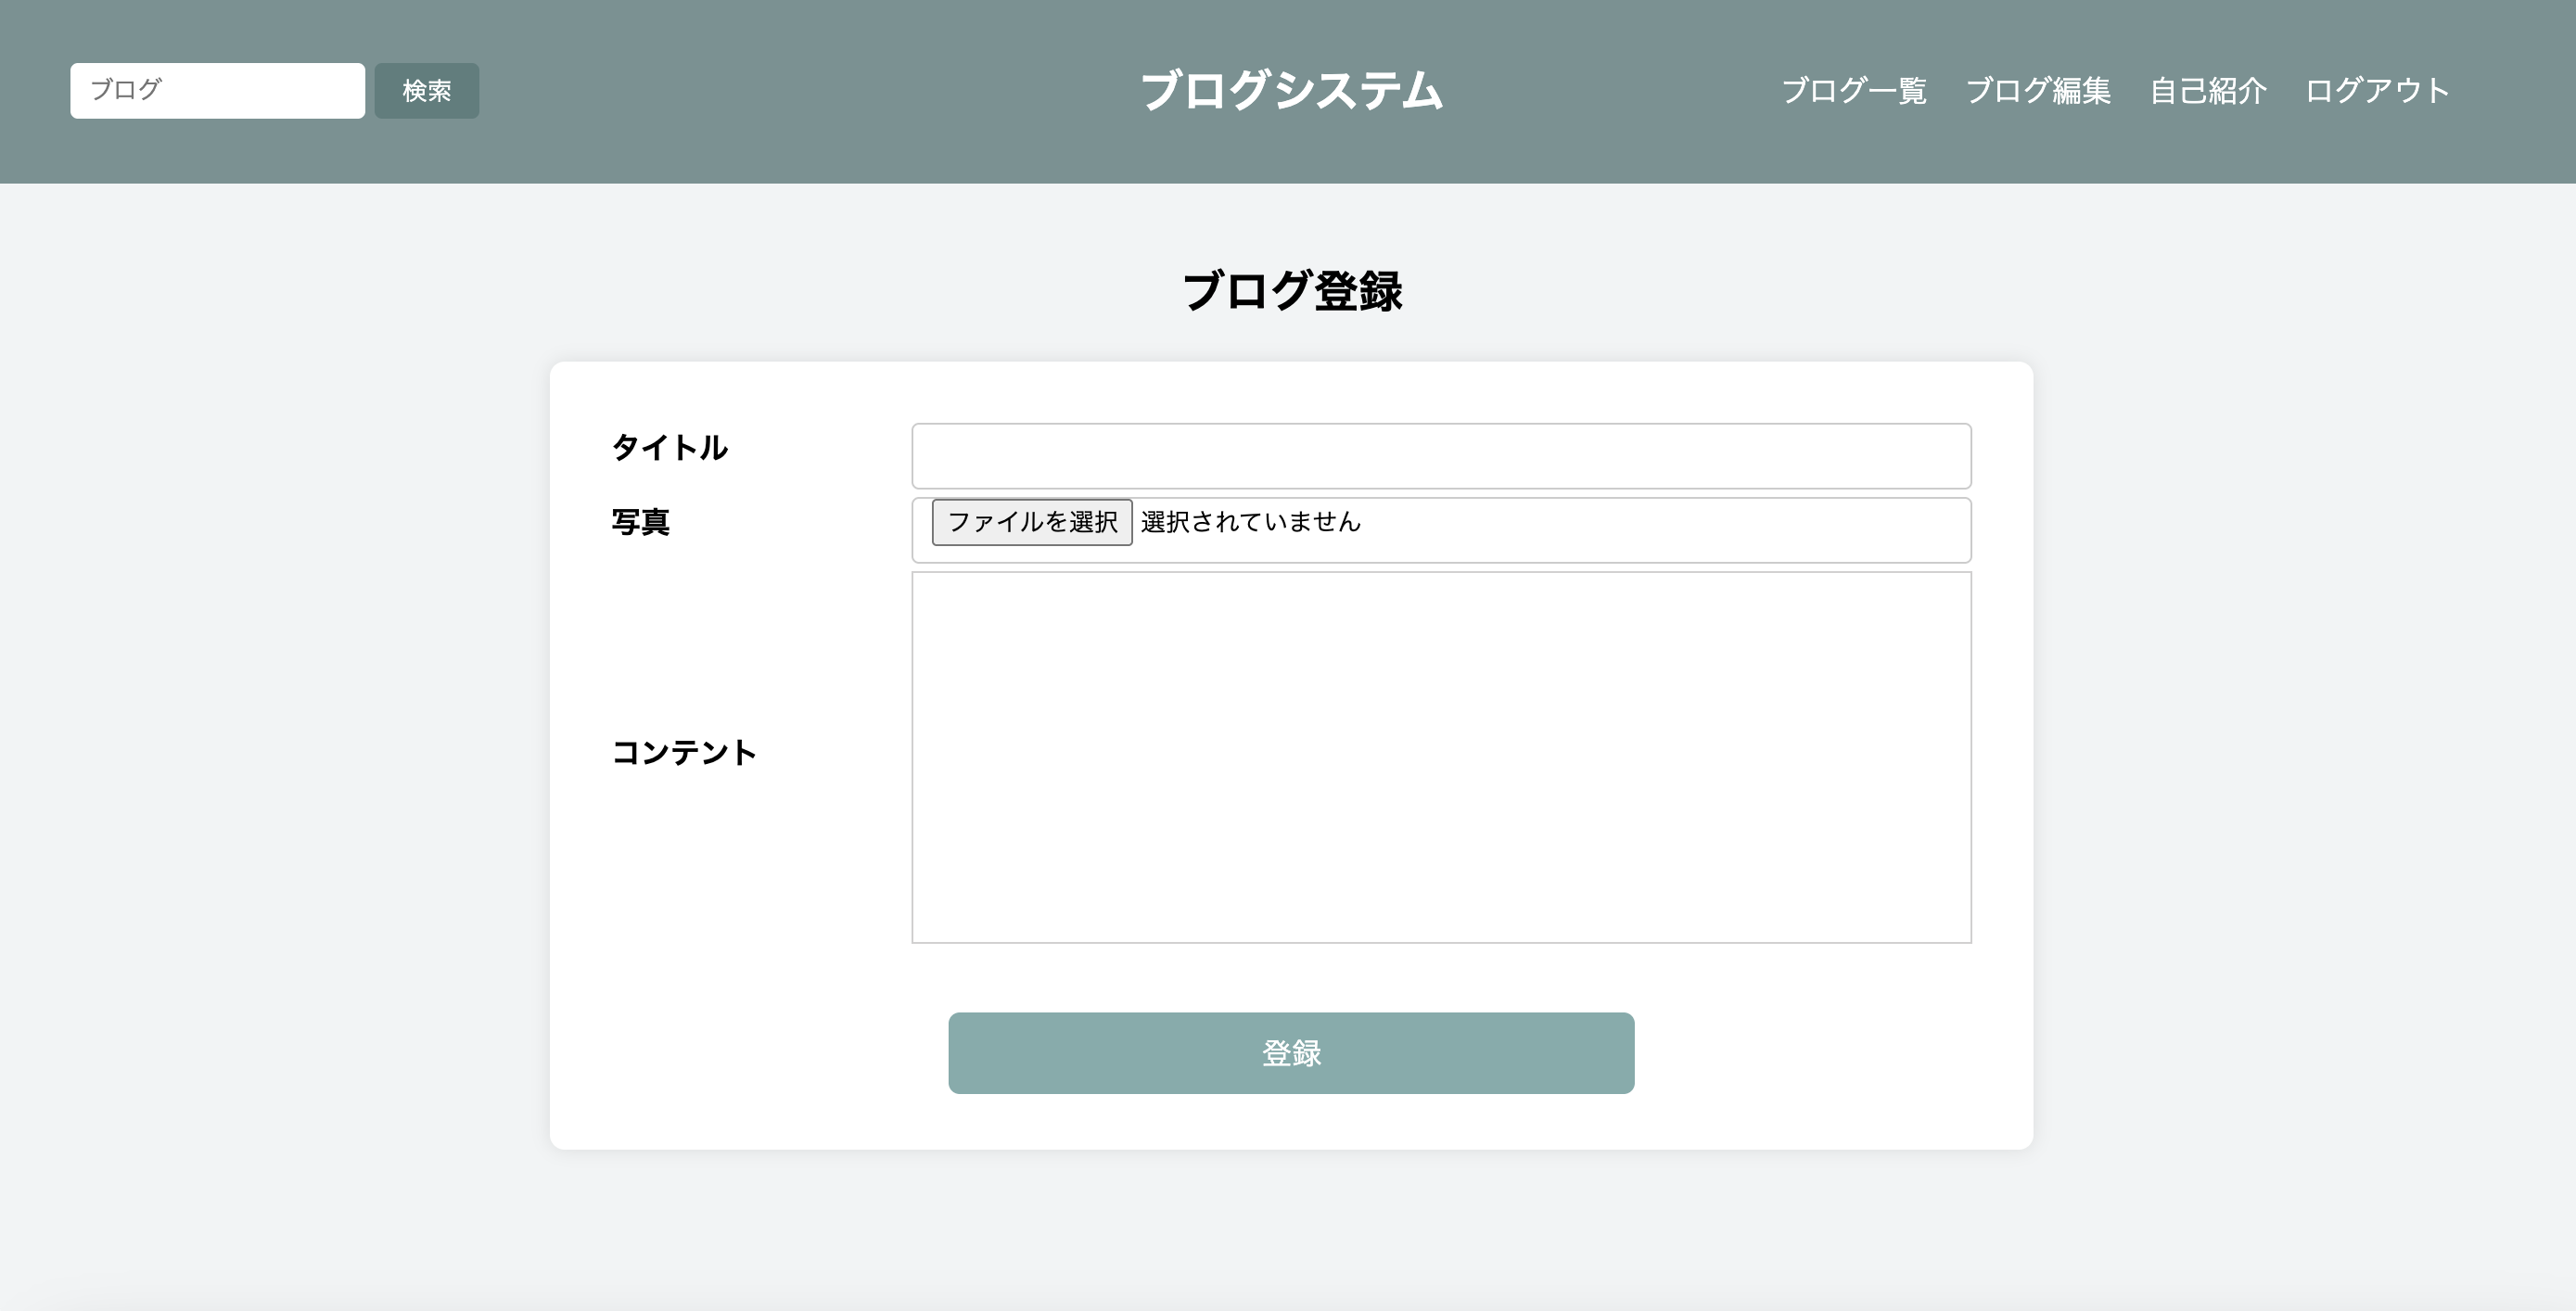 ブログ 検索 ブログシステム ブログ一覧 ブログ編集 自己紹介 ログアウト
ブログ登録
タイトル
写真 ファイルを選択 選択されていません
コンテント
登録